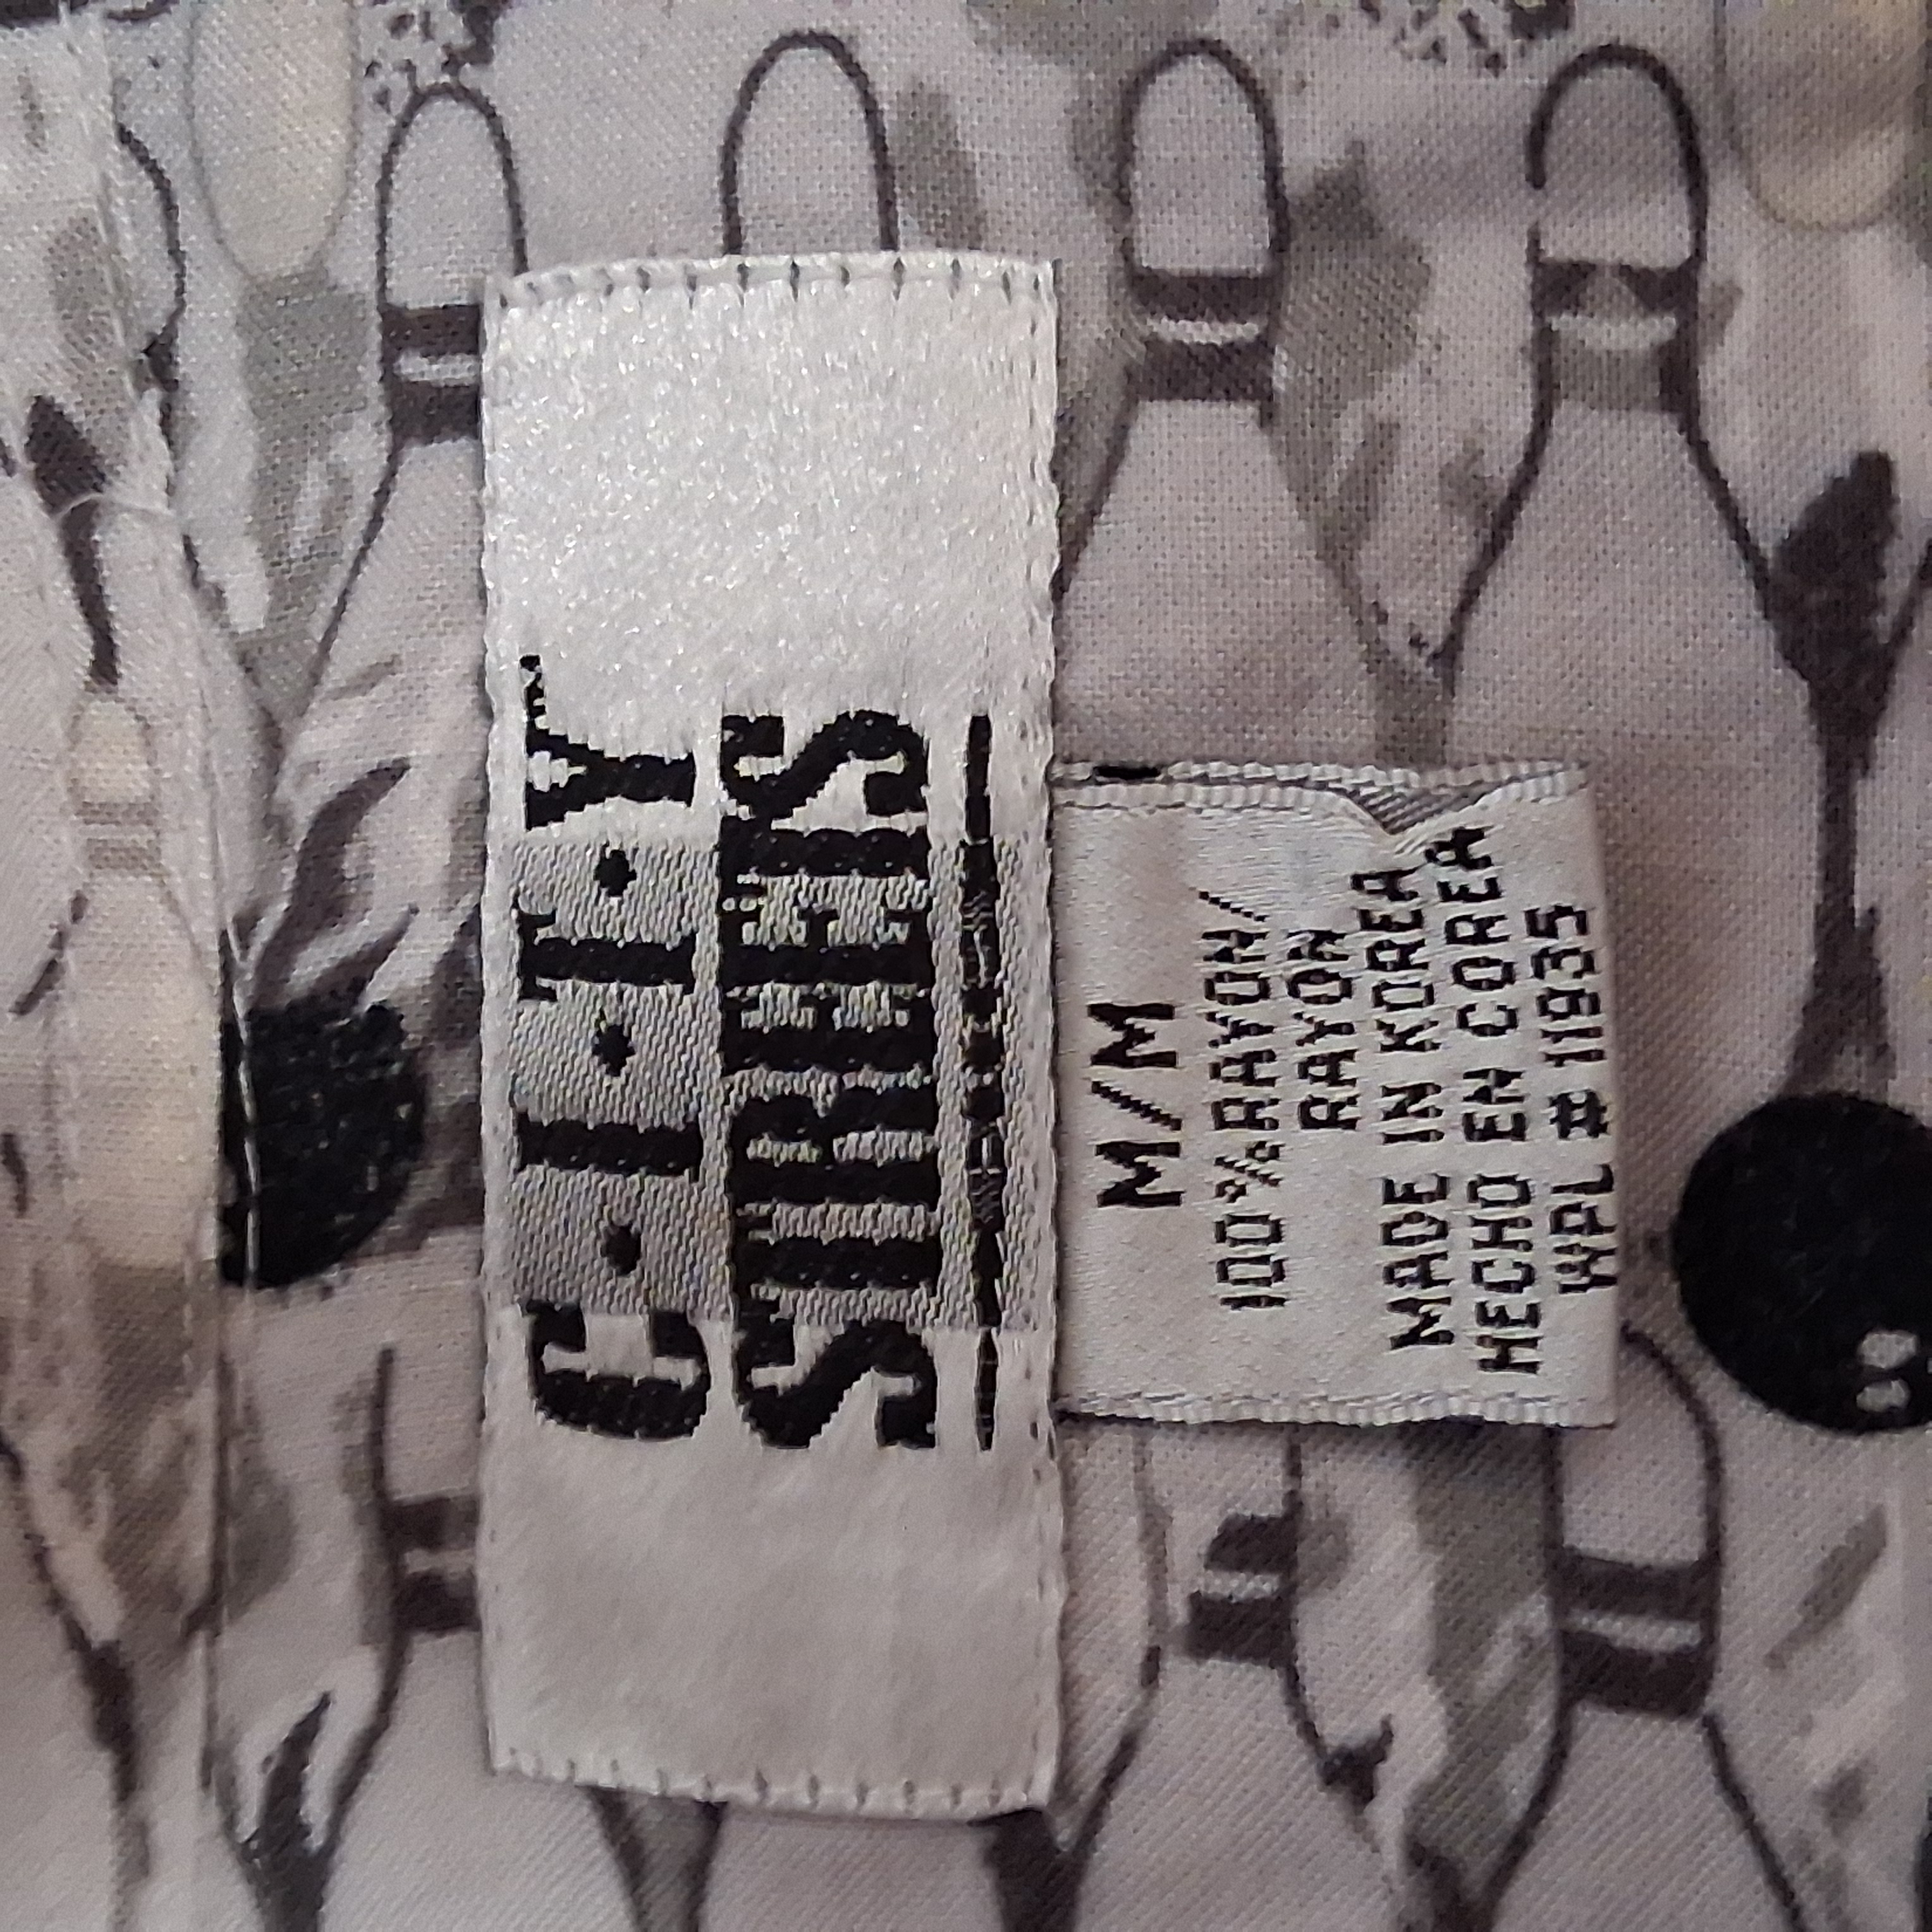 C·I·T·Y
STREETS
M/M
100% RAYON/
RAYON
MADE IN KOREA
HECHO EN COREA
WPL # 11935